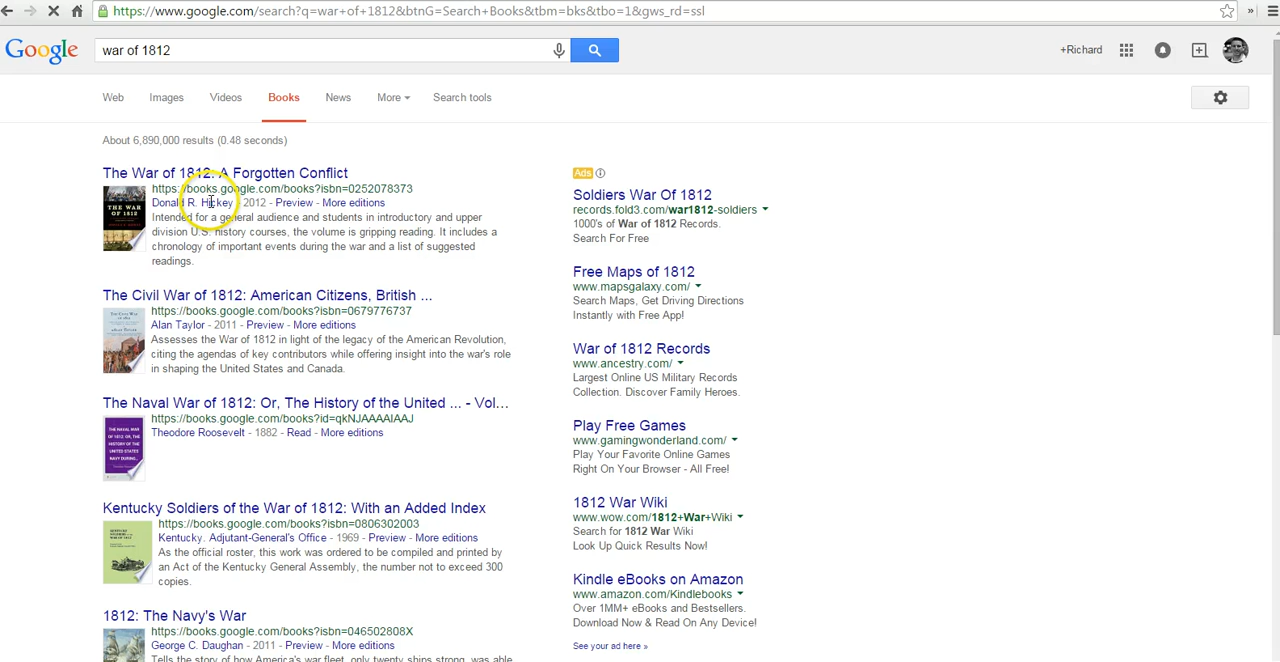 https://www.google.com/search?q=war+of+1812&btnG=Search+Books&tbm=bks&tbo=1&gws_rd=ssl
Google
war of 1812
+Richard
Web Images Videos Books News More Search tools
About 6,890,000 results (0.48 seconds)
The War of 1812: A Forgotten Conflict
https://books.google.com/books?isbn=0252078373
Donald R. Hickey - 2012 - Preview - More editions
Intended for a general audience and students in introductory and upper
division U.S. history courses, the volume is gripping reading. It includes a
chronology of important events during the war and a list of suggested
readings.
THE WAR
OF 1812
The Civil War of 1812: American Citizens, British ...
https://books.google.com/books?isbn=0679776737
Alan Taylor - 2011 - Preview - More editions
Assesses the War of 1812 in light of the legacy of the American Revolution,
citing the agendas of key contributors while offering insight into the war's role
in shaping the United States and Canada.
The Naval War of 1812: Or, The History of the United ... - Vol...
https://books.google.com/books?id=qkNJAAAAIAAJ
Theodore Roosevelt - 1882 - Read - More editions
Kentucky Soldiers of the War of 1812: With an Added Index
https://books.google.com/books?isbn=0806302003
Kentucky. Adjutant-General's Office - 1969 - Preview - More editions
As the official roster, this work was ordered to be compiled and printed by
an Act of the Kentucky General Assembly, the number not to exceed 300
copies.
1812: The Navy's War
https://books.google.com/books?isbn=046502808X
George C. Daughan - 2011 - Preview - More editions
Tells the story of how America's war fleet, only twenty ships strong, was able
Ads
Soldiers War Of 1812
records.fold3.com/war1812-soldiers
1000's of War of 1812 Records.
Search For Free
Free Maps of 1812
www.mapsgalaxy.com/
Search Maps, Get Driving Directions
Instantly with Free App!
War of 1812 Records
www.ancestry.com/
Largest Online US Military Records
Collection. Discover Family Heroes.
Play Free Games
www.gamingwonderland.com/
Play Your Favorite Online Games
Right On Your Browser - All Free!
1812 War Wiki
www.wow.com/1812+War+Wiki
Search for 1812 War Wiki
Look Up Quick Results Now!
Kindle eBooks on Amazon
www.amazon.com/Kindlebooks
Over 1MM+ eBooks and Bestsellers.
Download Now & Read On Any Device!
See your ad here »